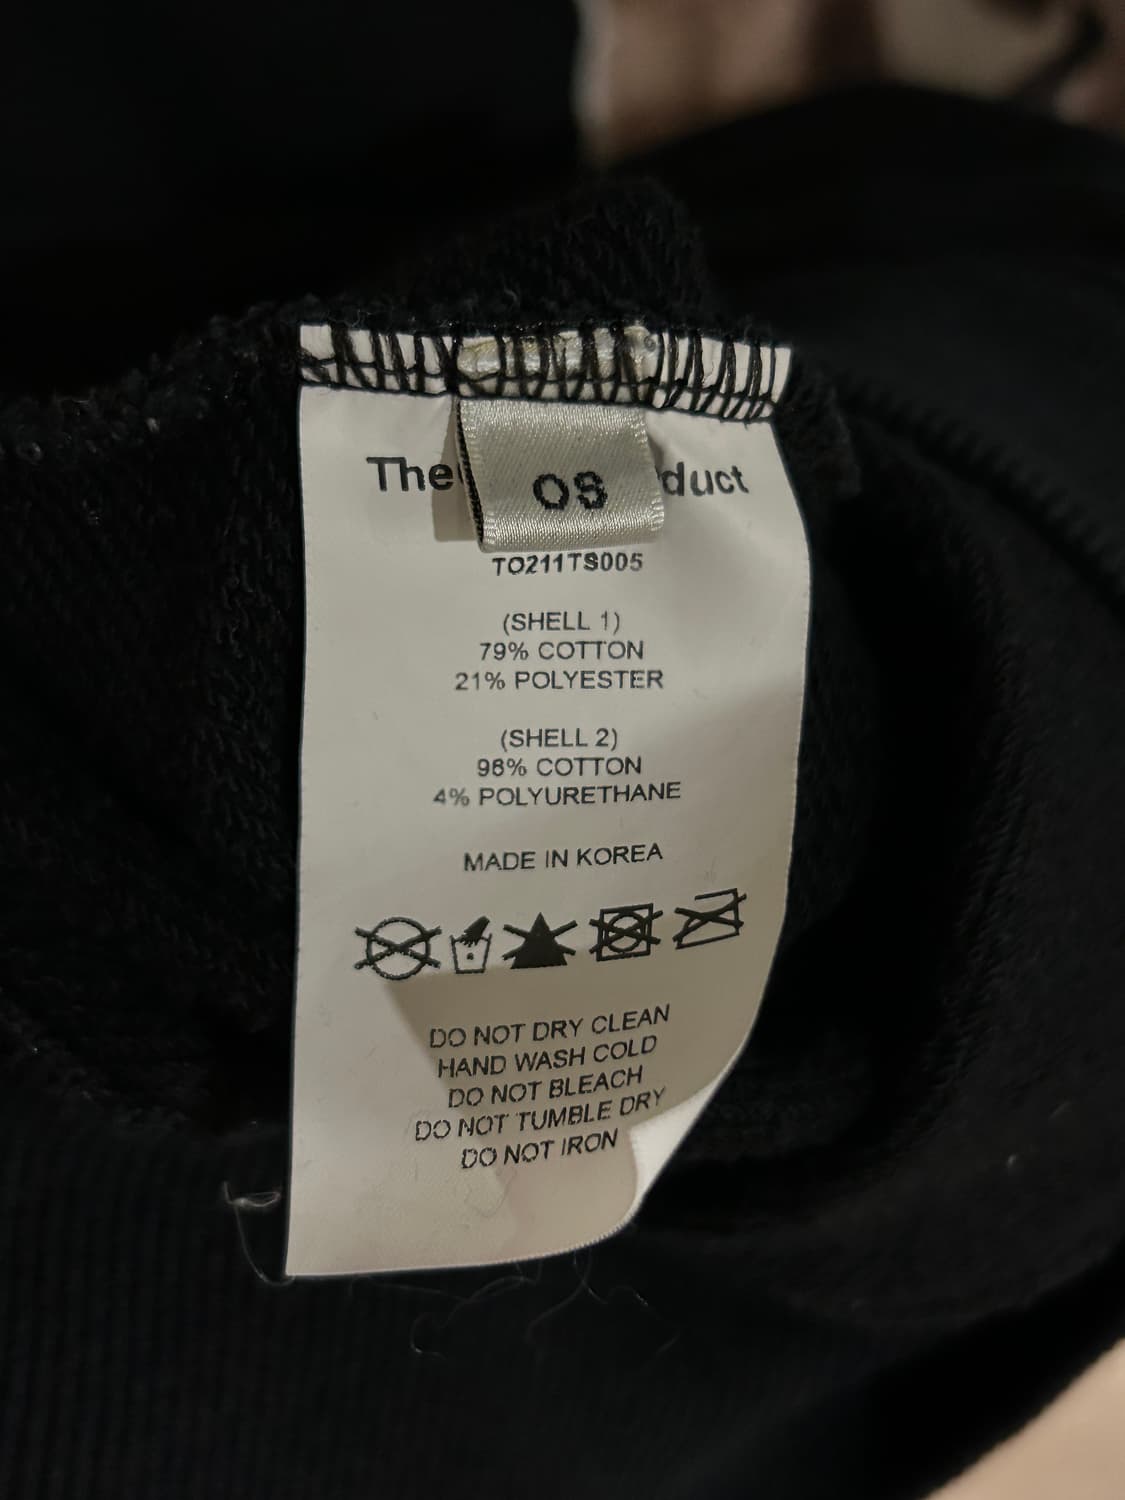 The duct
OS
TO211TS005
(SHELL 1)
79% COTTON
21% POLYESTER
(SHELL 2)
96% COTTON
4% POLYURETHANE
MADE IN KOREA
DO NOT DRY CLEAN
HAND WASH COLD
DO NOT BLEACH
DO NOT TUMBLE DRY
DO NOT IRON